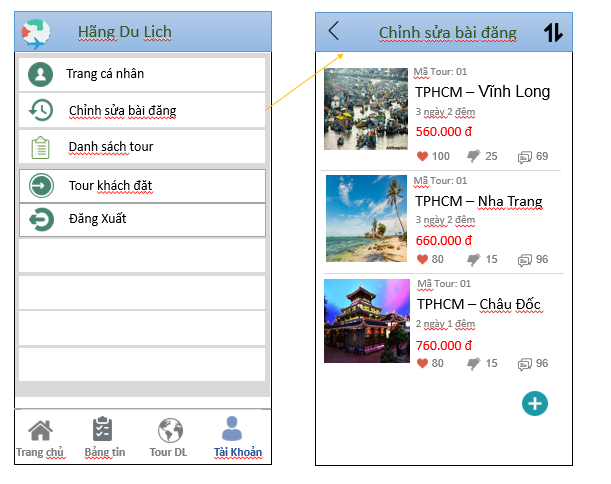 Hãng Du Lịch
Trang cá nhân
Chỉnh sửa bài đăng
Danh sách tour
Tour khách đặt
Đăng Xuất
Trang chủ
Bảng tin
Tour DL
Tài Khoản
Chỉnh sửa bài đăng
Mã Tour: 01
TPHCM – Vĩnh Long
3 ngày 2 đêm
560.000 đ
100 25 69
Mã Tour: 01
TPHCM – Nha Trang
3 ngày 2 đêm
660.000 đ
80 15 96
Mã Tour: 01
TPHCM – Châu Đốc
2 ngày 1 đêm
760.000 đ
80 15 96